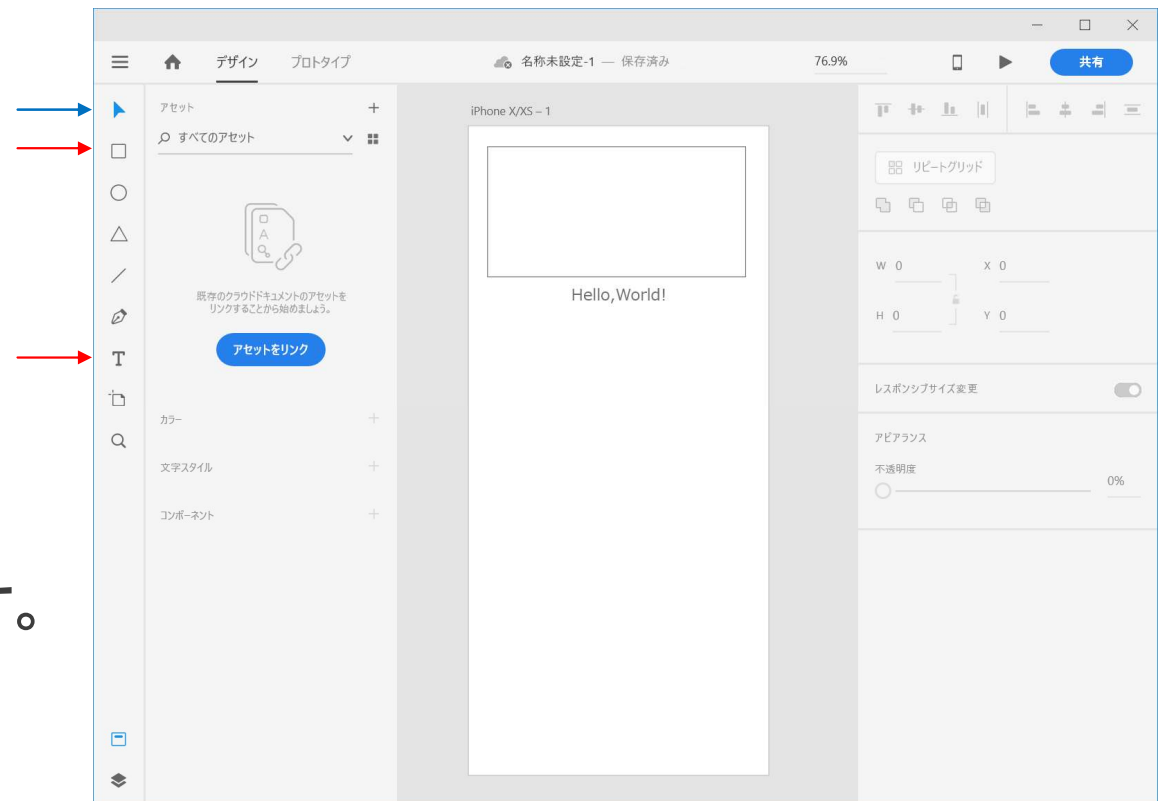 デザイン プロトタイプ 名称未設定-1 — 保存済み 76.9% 共有
アセット
すべてのアセット
A
既存のクラウドドキュメントのアセットを
リンクすることから始めましょう。
アセットをリンク
カラー
文字スタイル
コンポーネント
T
iPhone X/XS – 1
Hello,World!
リピートグリッド
W 0 X 0
H 0 Y 0
レスポンシブサイズ変更
アピアランス
不透明度
0%
。